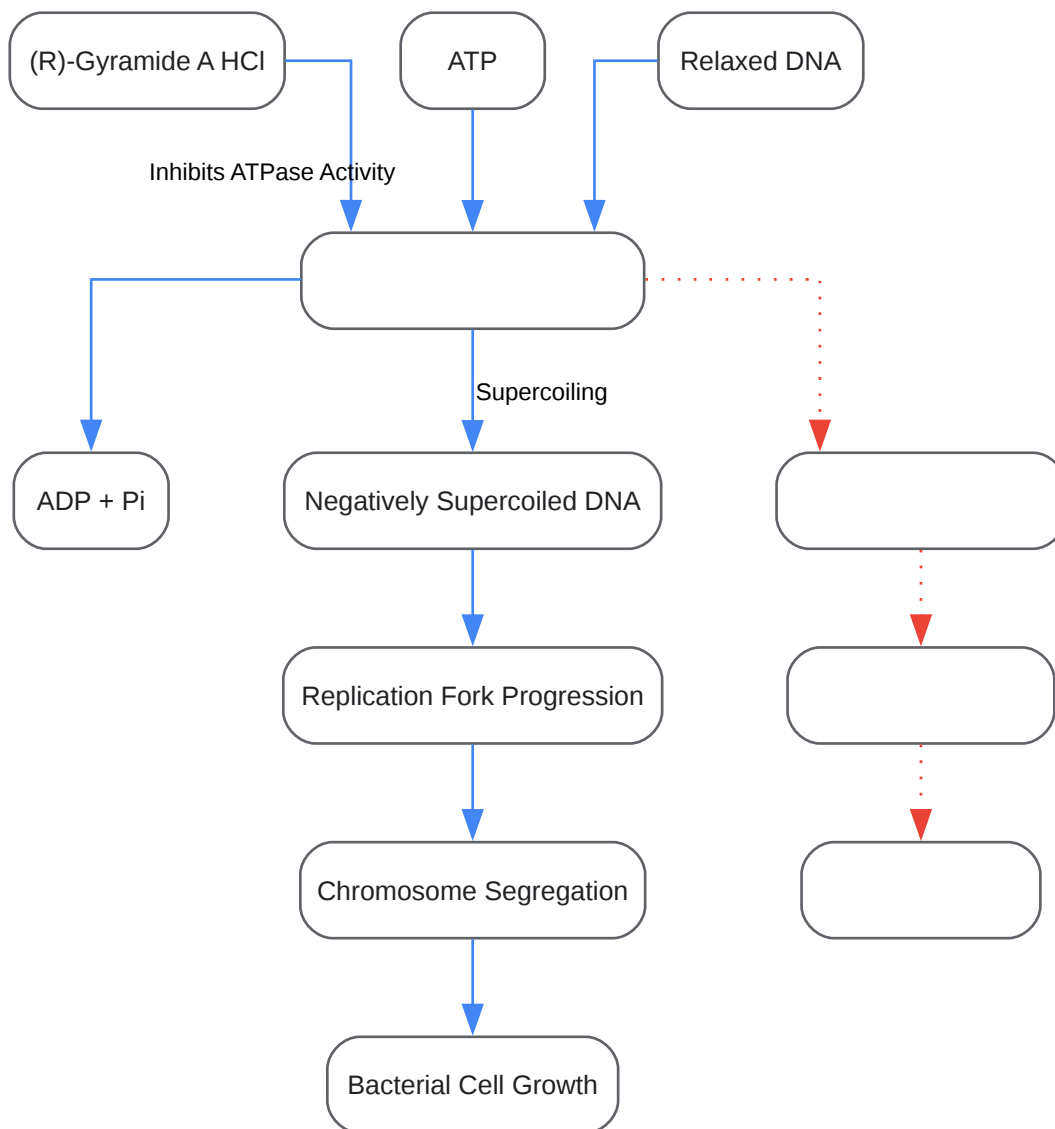 (R)-Gyramide A HCl
ATP
Relaxed DNA
Inhibits ATPase Activity
Supercoiling
ADP + Pi
Negatively Supercoiled DNA
Replication Fork Progression
Chromosome Segregation
Bacterial Cell Growth